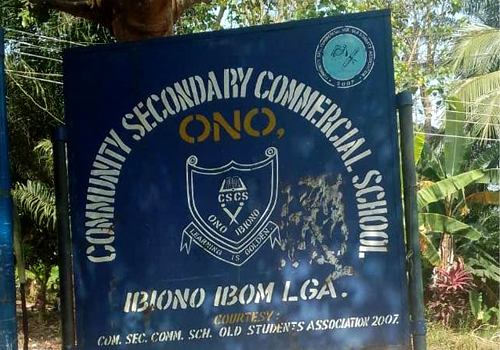 COMMUNITY SECONDARY COMMERCIAL SCHOOL
ONO,
CSCS
ONO IBIONO
LEARNING IS GOLDEN
IBIONO IBOM LGA.
COURTESY:
COM. SEC. COMM. SCH. OLD STUDENTS ASSOCIATION 2007.
2007